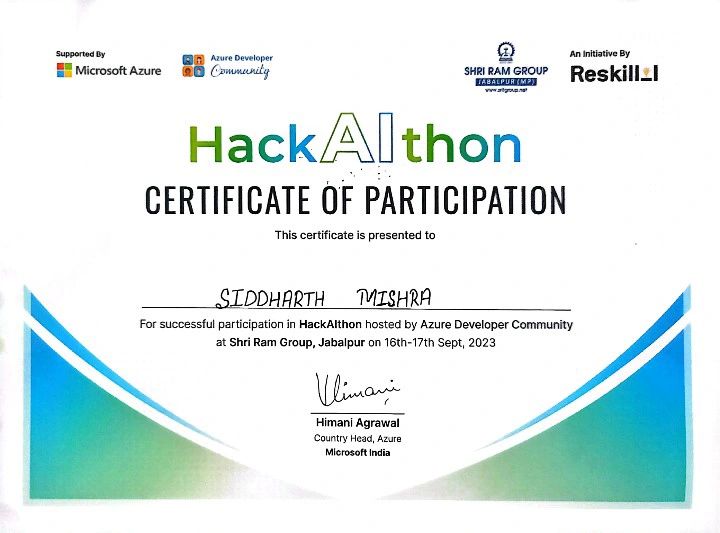 Supported By
Microsoft Azure
Azure Developer
Community
SHRI RAM GROUP
JABALPUR (MP)
www.srilgroup.net
An Initiative By
Reskilll
HackAIthon
CERTIFICATE OF PARTICIPATION
This certificate is presented to
SIDDHARTH MISHRA
For successful participation in HackAIthon hosted by Azure Developer Community
at Shri Ram Group, Jabalpur on 16th-17th Sept, 2023
Himani
Himani Agrawal
Country Head, Azure
Microsoft India